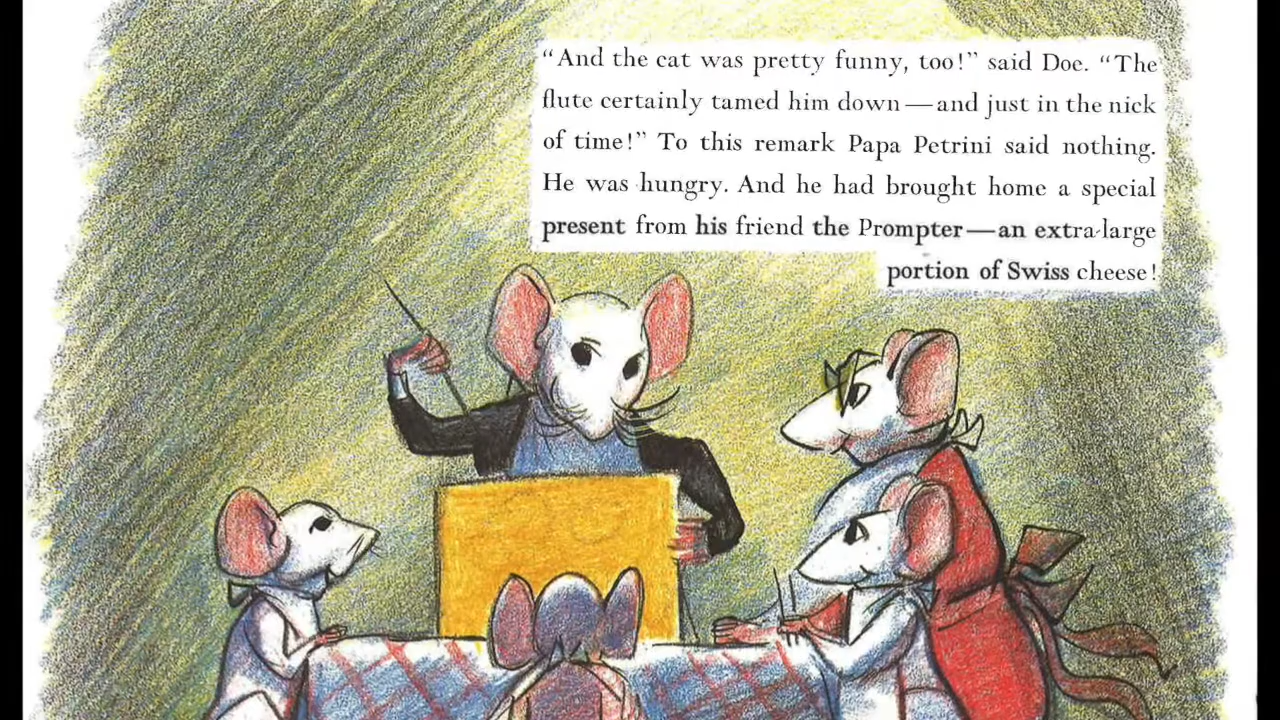 “And the cat was pretty funny, too!” said Doc. “The
flute certainly tamed him down—and just in the nick
of time!” To this remark Papa Petrini said nothing.
He was hungry. And he had brought home a special
present from his friend the Prompter—an extra-large
portion of Swiss cheese!